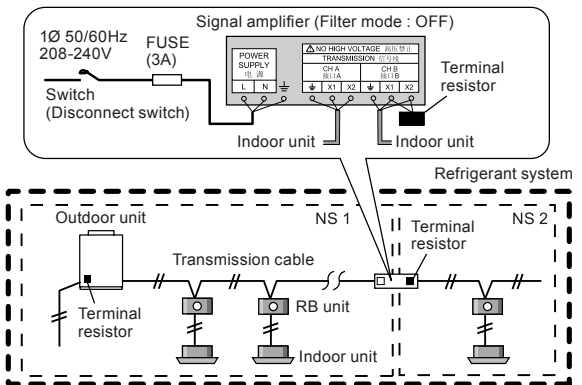 Signal amplifier (Filter mode : OFF)
1Ø 50/60Hz
208-240V
FUSE
(3A)
Switch
(Disconnect switch)
POWER
SUPPLY
电 源
L N
NO HIGH VOLTAGE 高压禁止
TRANSMISSION 信号线
CH A
接口A
CH B
接口B
X1 X2 X1 X2
Terminal
resistor
Indoor unit
Indoor unit
Refrigerant system
Outdoor unit
NS 1
NS 2
Terminal
resistor
Transmission cable
Terminal
resistor
RB unit
Indoor unit